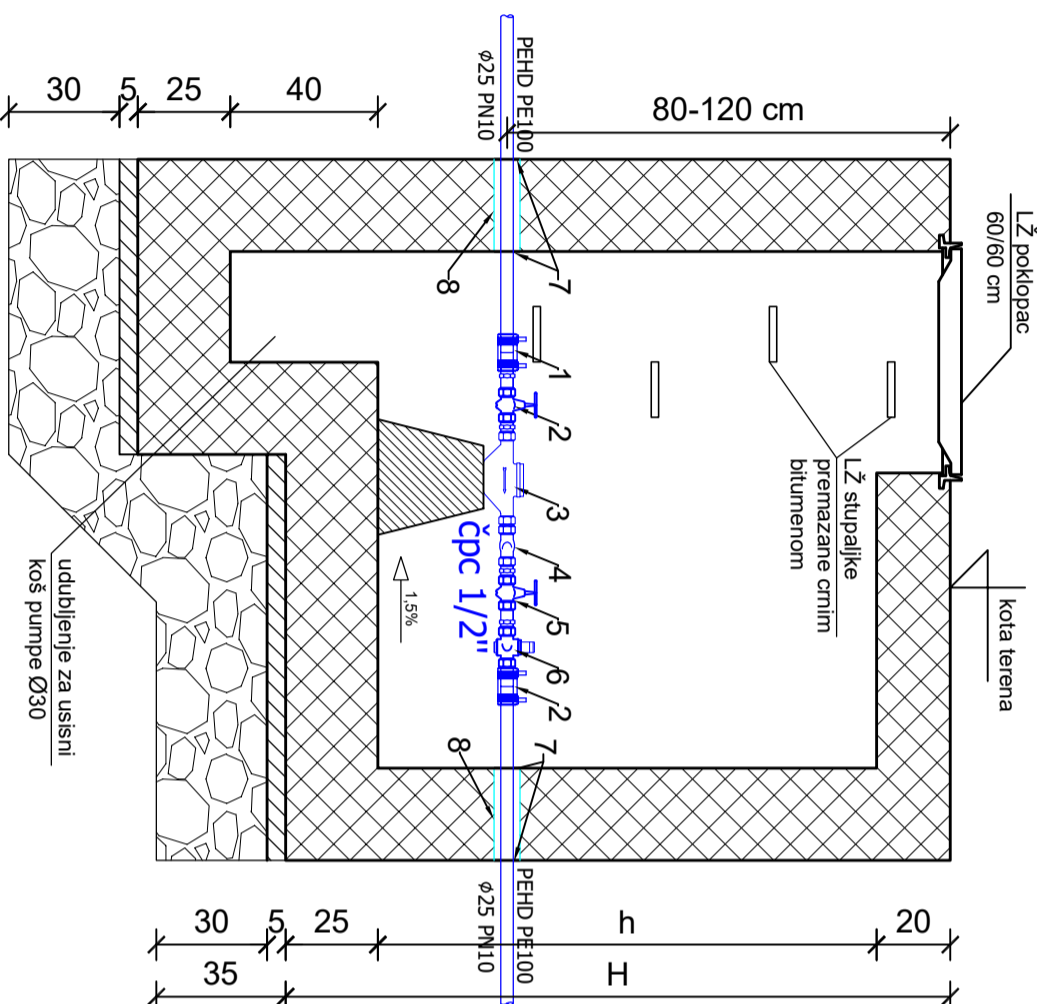 80-120 cm
40
25
5
30
PEHD PE100
ϕ25 PN10
LŽ poklopac
60/60 cm
7
8
1
2
3
4
5
6
2
7
8
čpc 1/2"
LŽ stupaljke
premazane crnim
bitumenom
kota terena
1,5%
udubljenje za usisni
koš pumpe Ø30
PEHD PE100
ϕ25 PN10
20
h
25
5
30
H
35